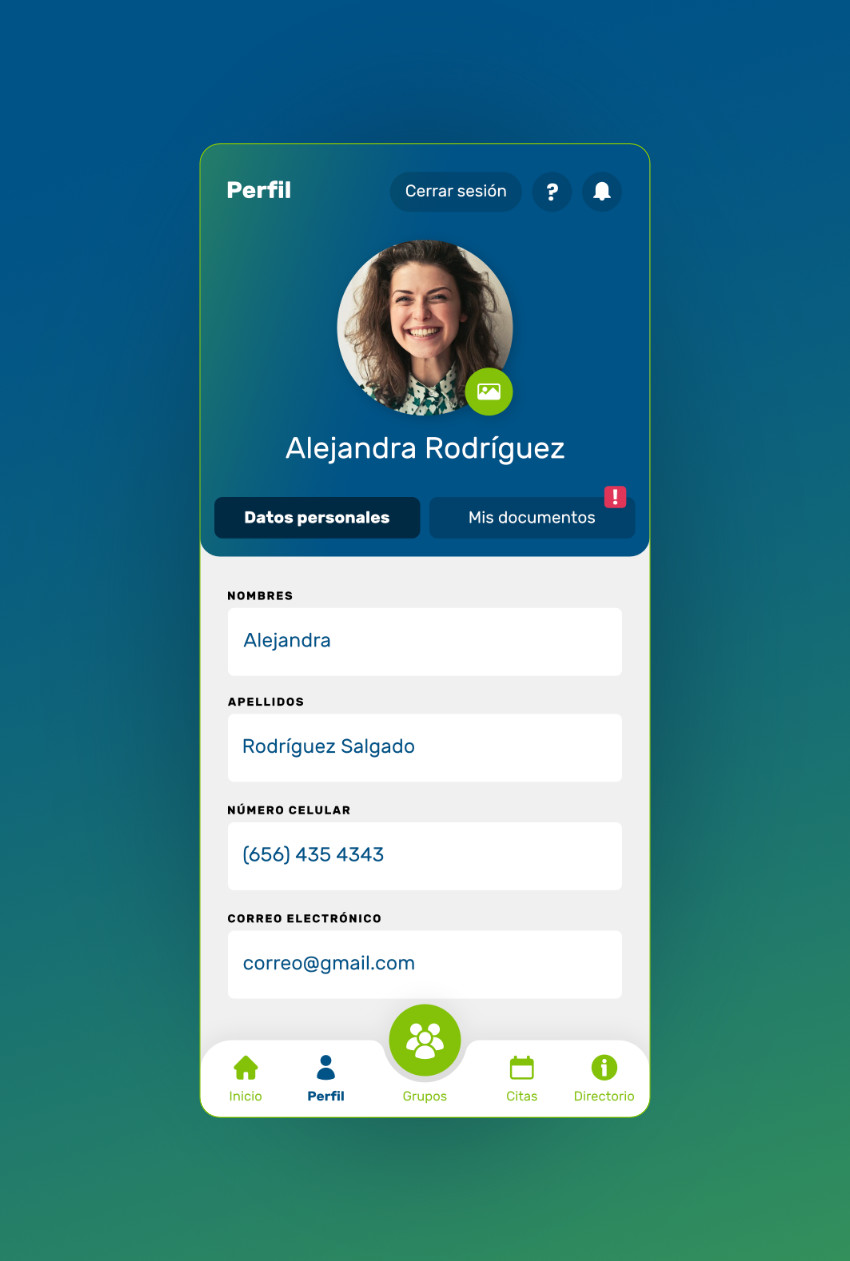 Perfil
Cerrar sesión
?
Alejandra Rodríguez
!
Datos personales
Mis documentos
NOMBRES
Alejandra
APELLIDOS
Rodríguez Salgado
NÚMERO CELULAR
(656) 435 4343
CORREO ELECTRÓNICO
correo@gmail.com
Inicio
Perfil
Grupos
Citas
Directorio